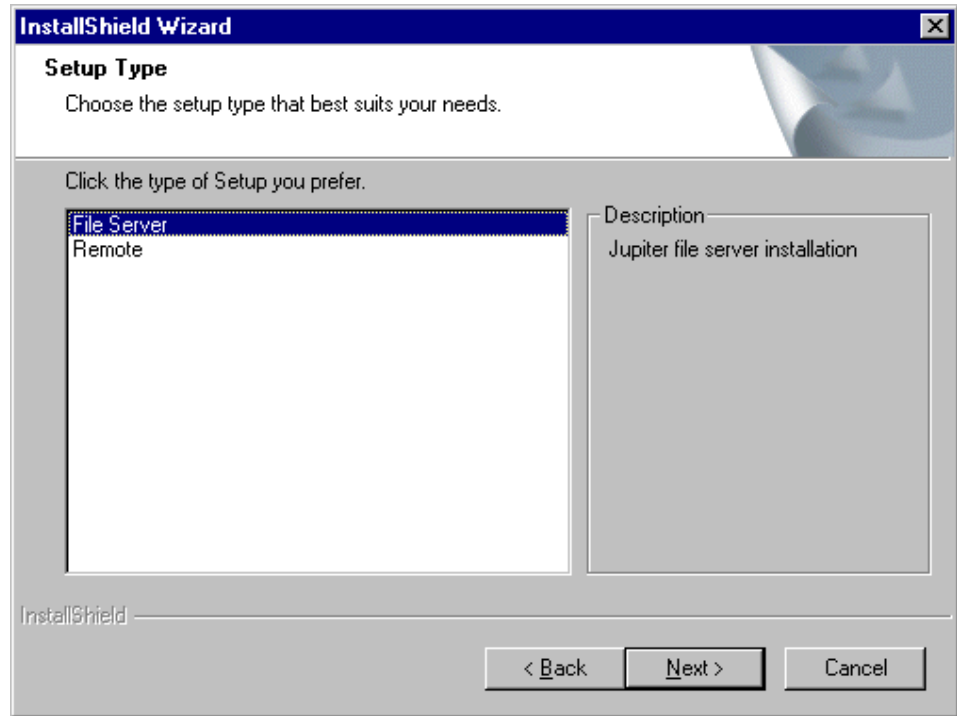 InstallShield Wizard
Setup Type
Choose the setup type that best suits your needs.
Click the type of Setup you prefer.
File Server
Remote
Description
Jupiter file server installation
InstallShield
< Back
Next >
Cancel